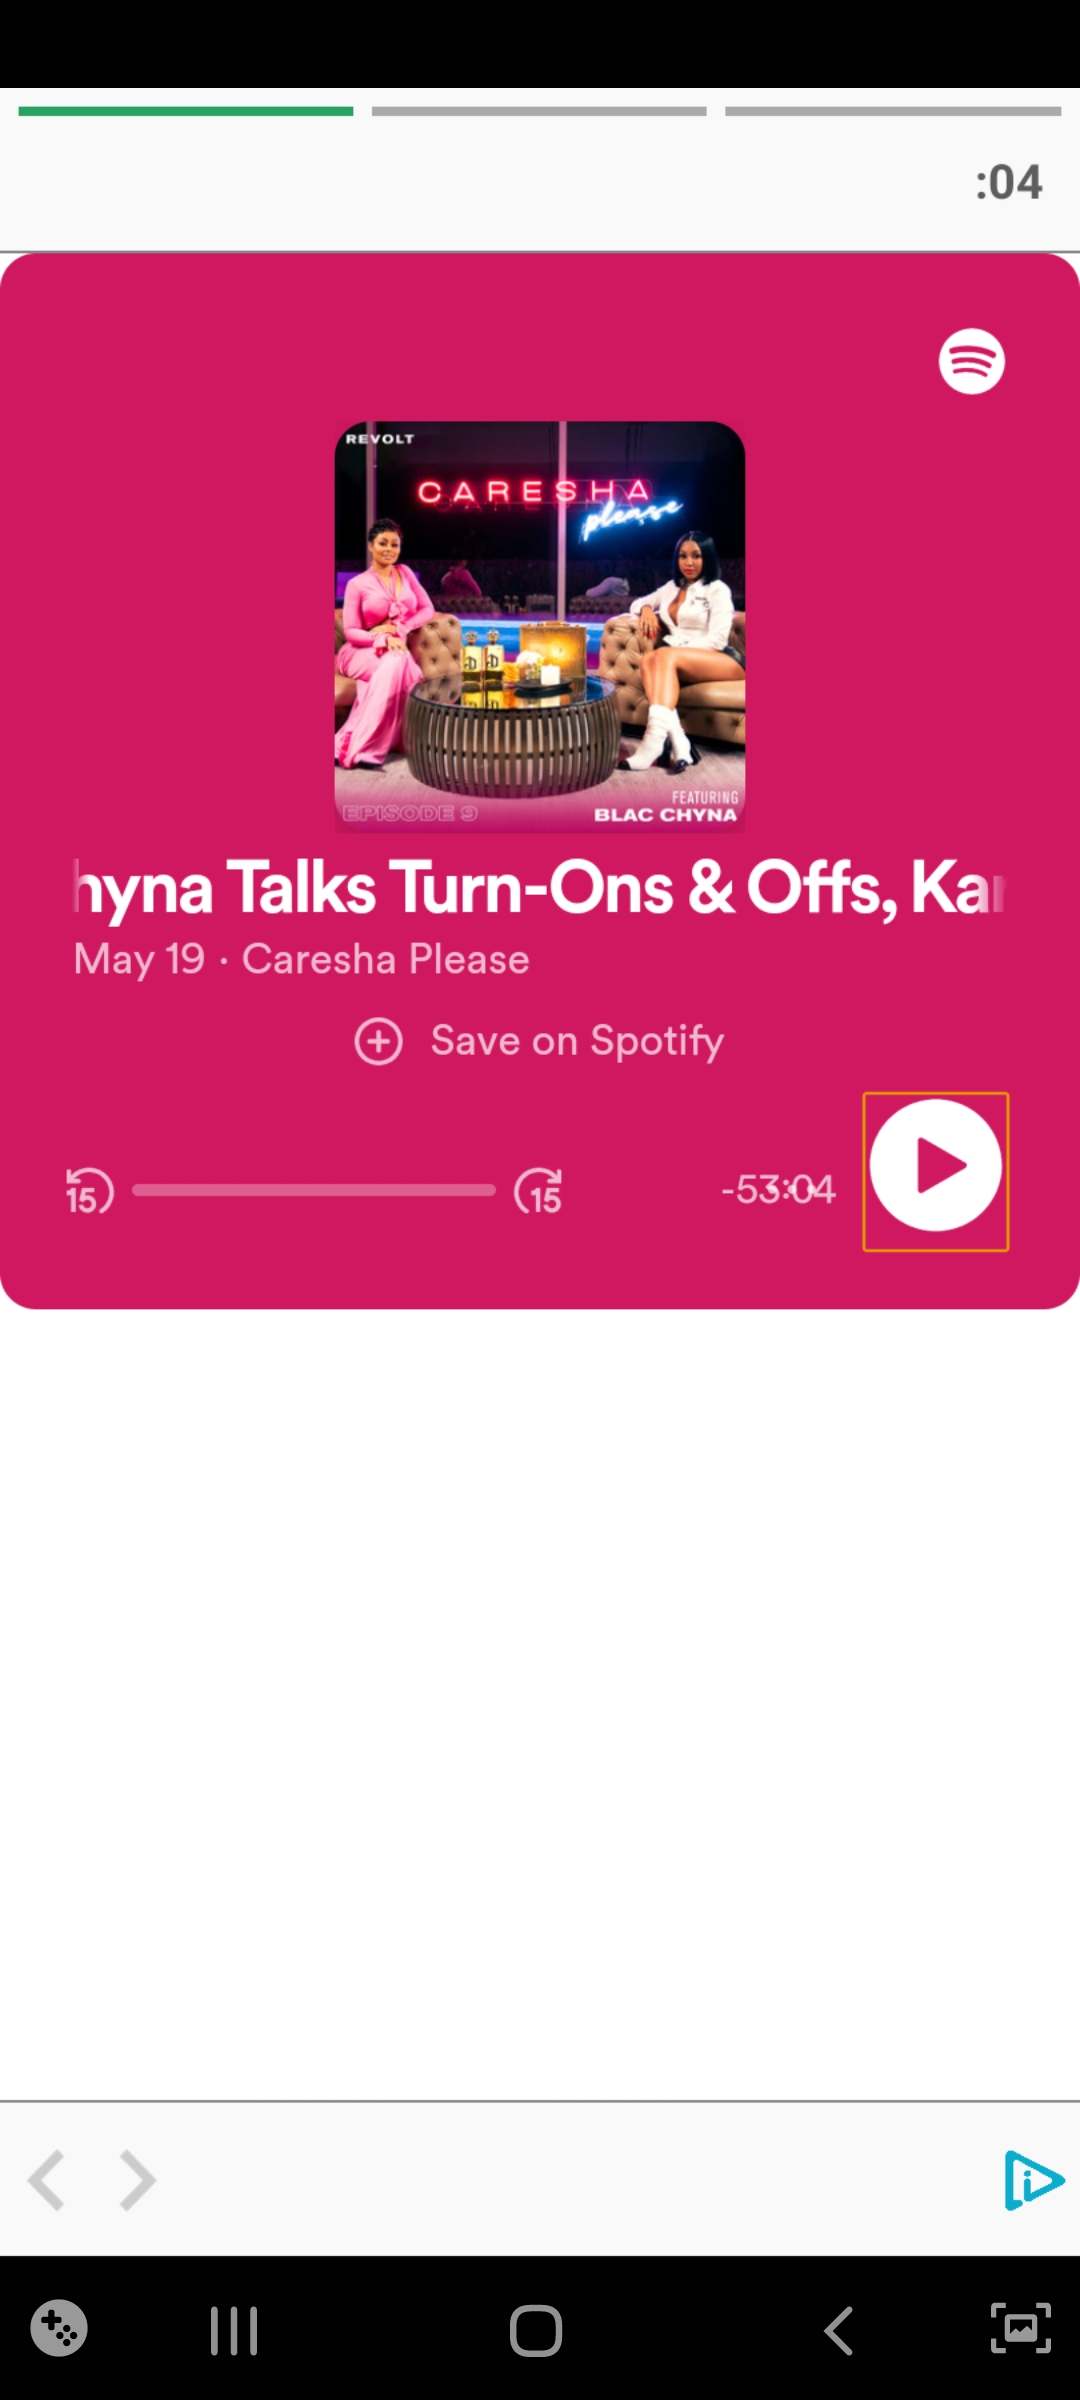 :04
REVOLT
CARESHA
please
FEATURING
EPISODE 9
BLAC CHYNA
hyna Talks Turn-Ons & Offs, Kar
May 19 · Caresha Please
Save on Spotify
15
15
-53:04